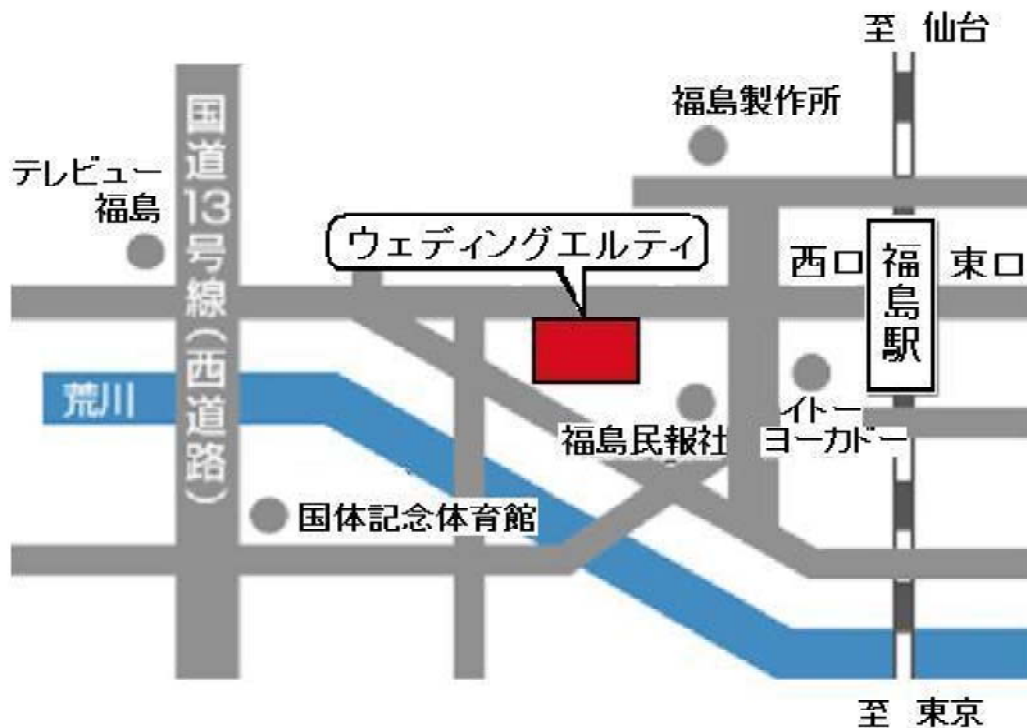 至 仙台
福島製作所
国道13号線(西道路)
テレビュー
福島
ウェディングエルティ
西口
福島駅
東口
荒川
イトー
ヨーカドー
福島民報社
国体記念体育館
至 東京